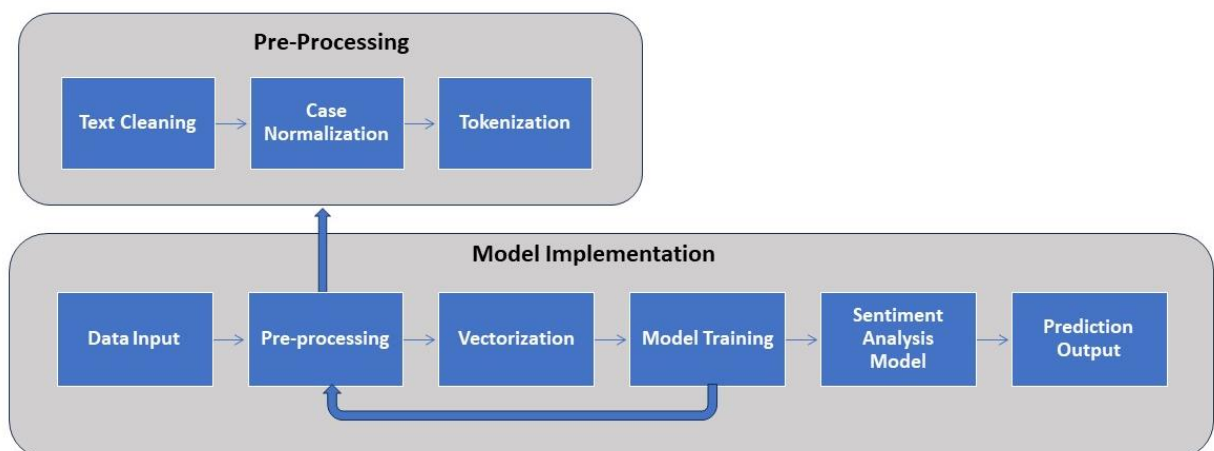 Pre-Processing
Text Cleaning
Case
Normalization
Tokenization
Model Implementation
Data Input
Pre-processing
Vectorization
Model Training
Sentiment
Analysis
Model
Prediction
Output